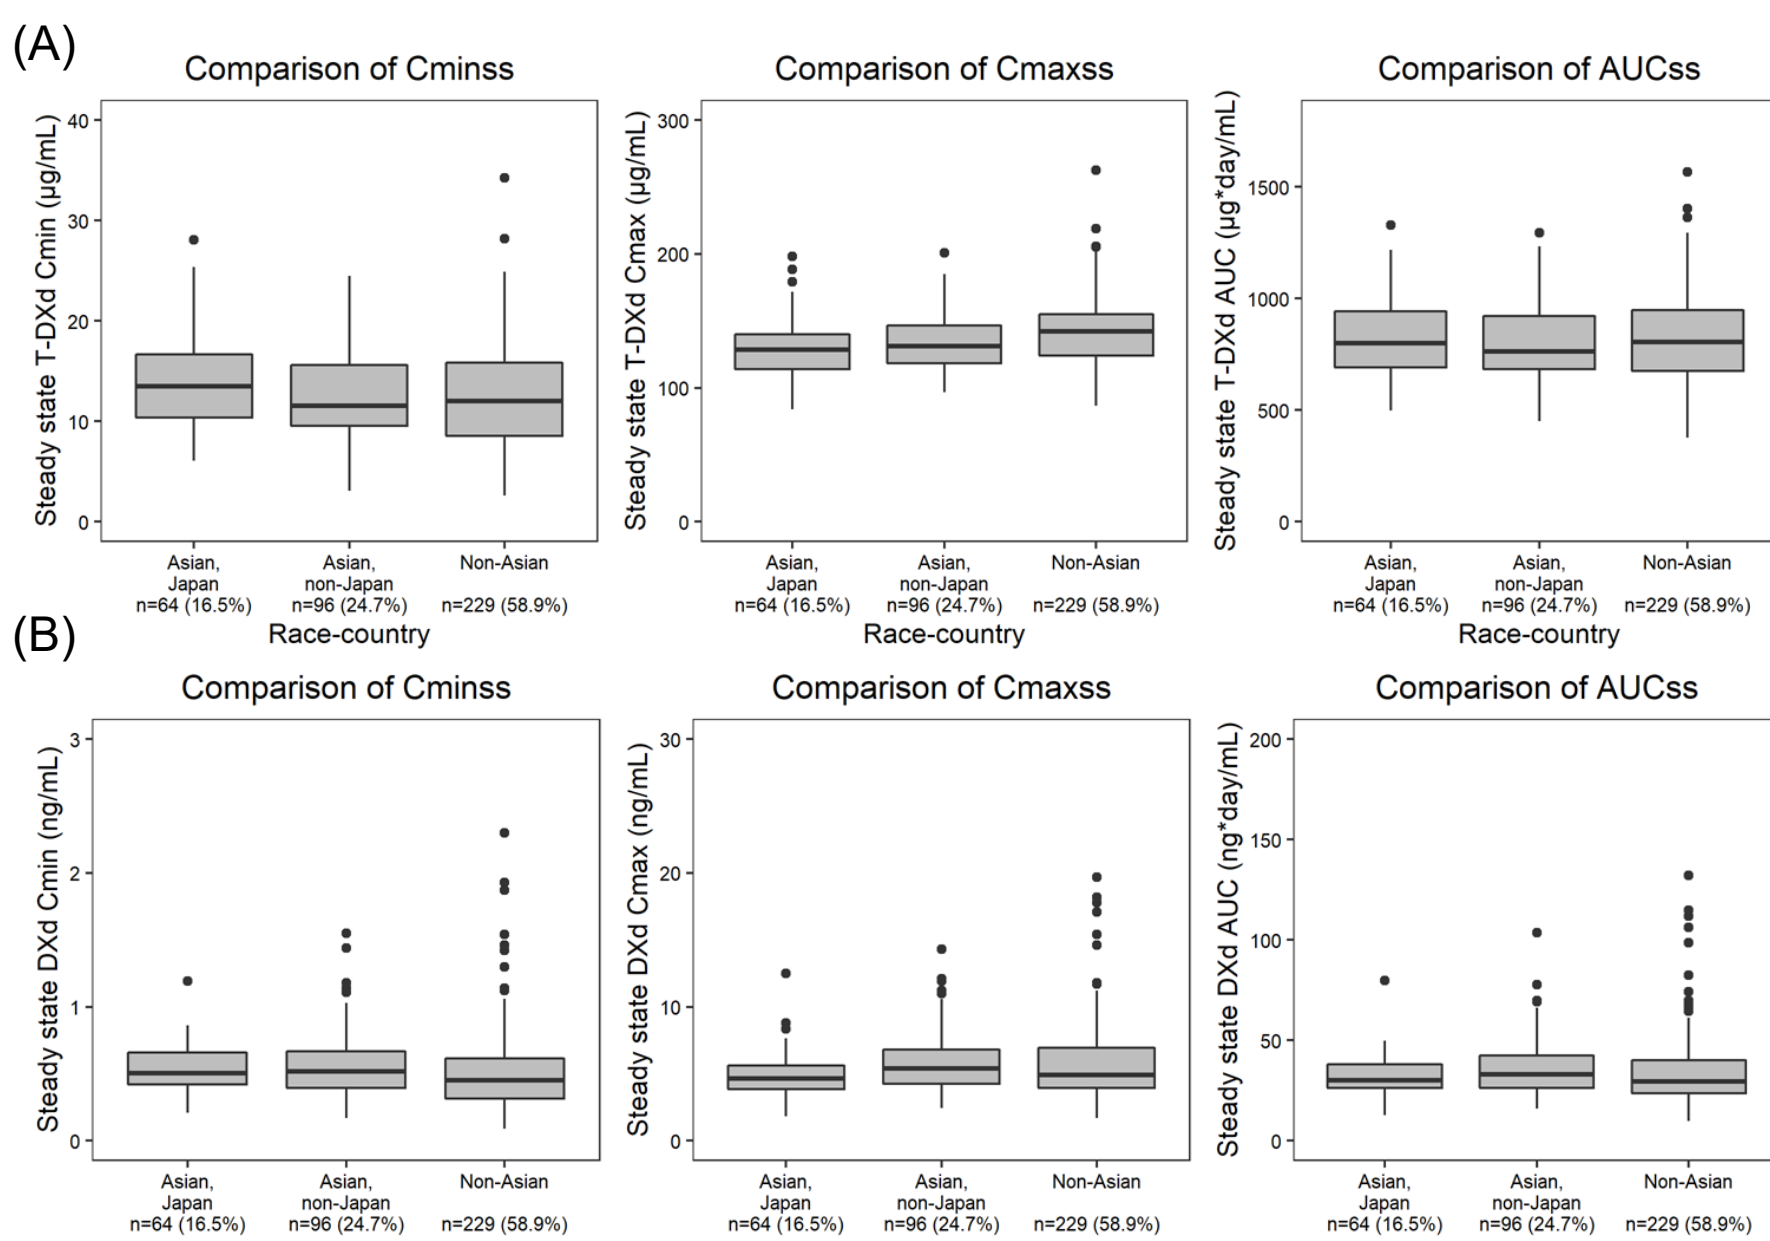 (A)
Comparison of Cminss
Steady state T-DXd Cmin (µg/mL)
40
30
20
10
0
Asian,
Japan
n=64 (16.5%)
Asian,
non-Japan
n=96 (24.7%)
Non-Asian
n=229 (58.9%)
Race-country
Comparison of Cmaxss
Steady state T-DXd Cmax (µg/mL)
300
200
100
0
Asian,
Japan
n=64 (16.5%)
Asian,
non-Japan
n=96 (24.7%)
Non-Asian
n=229 (58.9%)
Race-country
Comparison of AUCss
Steady state T-DXd AUC (µg*day/mL)
1500
1000
500
0
Asian,
Japan
n=64 (16.5%)
Asian,
non-Japan
n=96 (24.7%)
Non-Asian
n=229 (58.9%)
Race-country
(B)
Comparison of Cminss
Steady state DXd Cmin (ng/mL)
3
2
1
0
Asian,
Japan
n=64 (16.5%)
Asian,
non-Japan
n=96 (24.7%)
Non-Asian
n=229 (58.9%)
Comparison of Cmaxss
Steady state DXd Cmax (ng/mL)
30
20
10
0
Asian,
Japan
n=64 (16.5%)
Asian,
non-Japan
n=96 (24.7%)
Non-Asian
n=229 (58.9%)
Comparison of AUCss
Steady state DXd AUC (ng*day/mL)
200
150
100
50
0
Asian,
Japan
n=64 (16.5%)
Asian,
non-Japan
n=96 (24.7%)
Non-Asian
n=229 (58.9%)